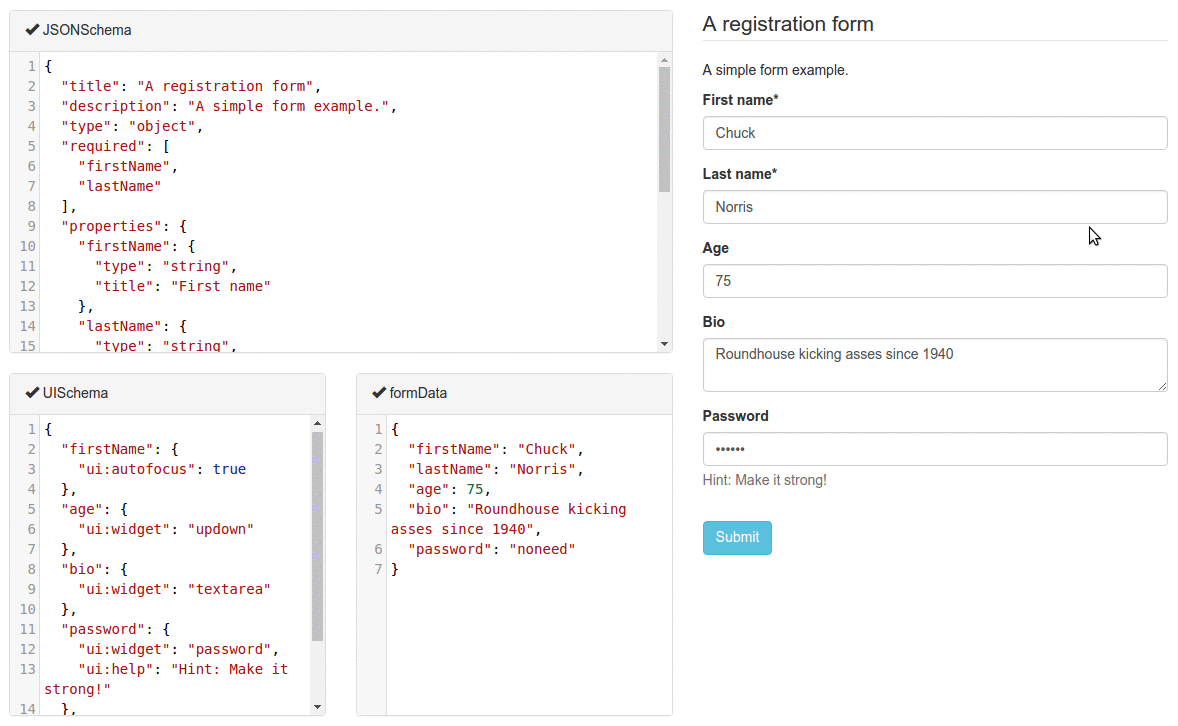 JSONSchema
1 {
2   "title": "A registration form",
3   "description": "A simple form example.",
4   "type": "object",
5   "required": [
6     "firstName",
7     "lastName"
8   ],
9   "properties": {
10     "firstName": {
11       "type": "string",
12       "title": "First name"
13     },
14     "lastName": {
15       "type": "string",
UISchema
1 {
2   "firstName": {
3     "ui:autofocus": true
4   },
5   "age": {
6     "ui:widget": "updown"
7   },
8   "bio": {
9     "ui:widget": "textarea"
10   },
11   "password": {
12     "ui:widget": "password",
13     "ui:help": "Hint: Make it
strong!"
14   },
formData
1 {
2   "firstName": "Chuck",
3   "lastName": "Norris",
4   "age": 75,
5   "bio": "Roundhouse kicking
asses since 1940",
6   "password": "noneed"
7 }
A registration form
A simple form example.
First name*
Chuck
Last name*
Norris
Age
75
Bio
Roundhouse kicking asses since 1940
Password
••••••
Hint: Make it strong!
Submit